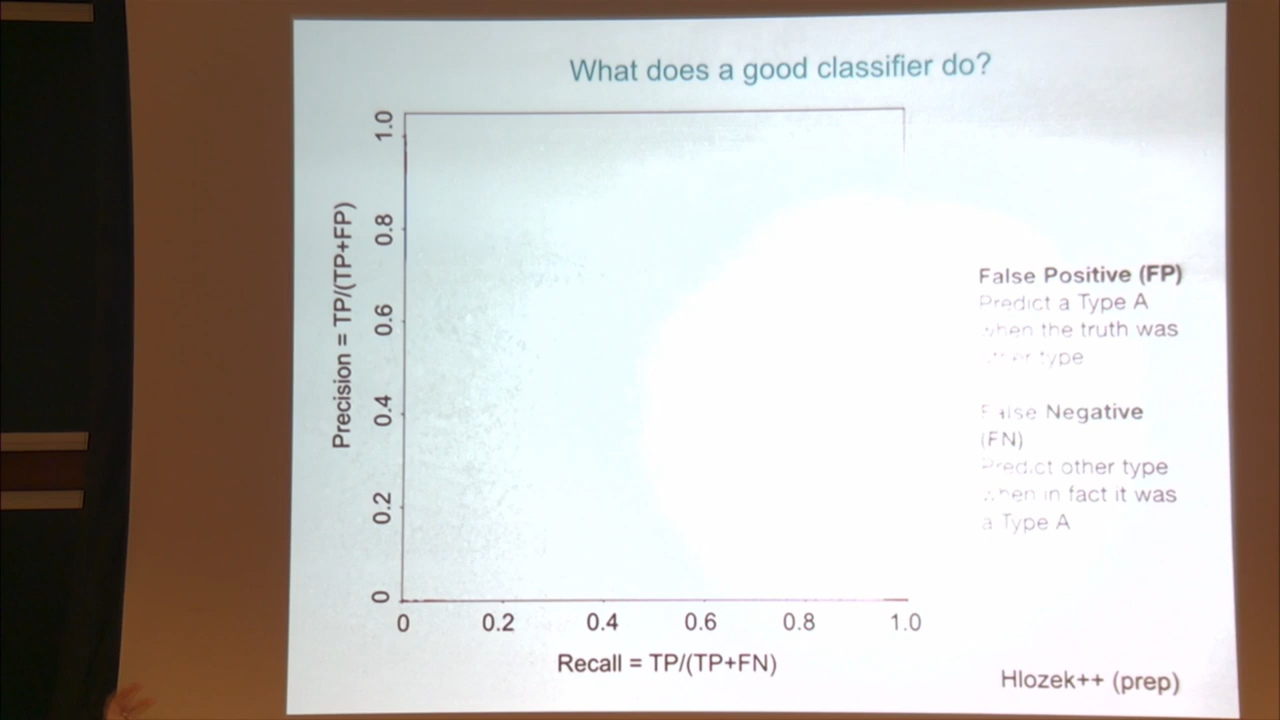 What does a good classifier do?
1.0
0.8
0.6
0.4
0.2
0
Precision = TP/(TP+FP)
0 0.2 0.4 0.6 0.8 1.0
Recall = TP/(TP+FN)
False Positive (FP)
Predict a Type A
when the truth was
other type
False Negative
(FN)
Predict other type
when in fact it was
a Type A
Hlozek++ (prep)